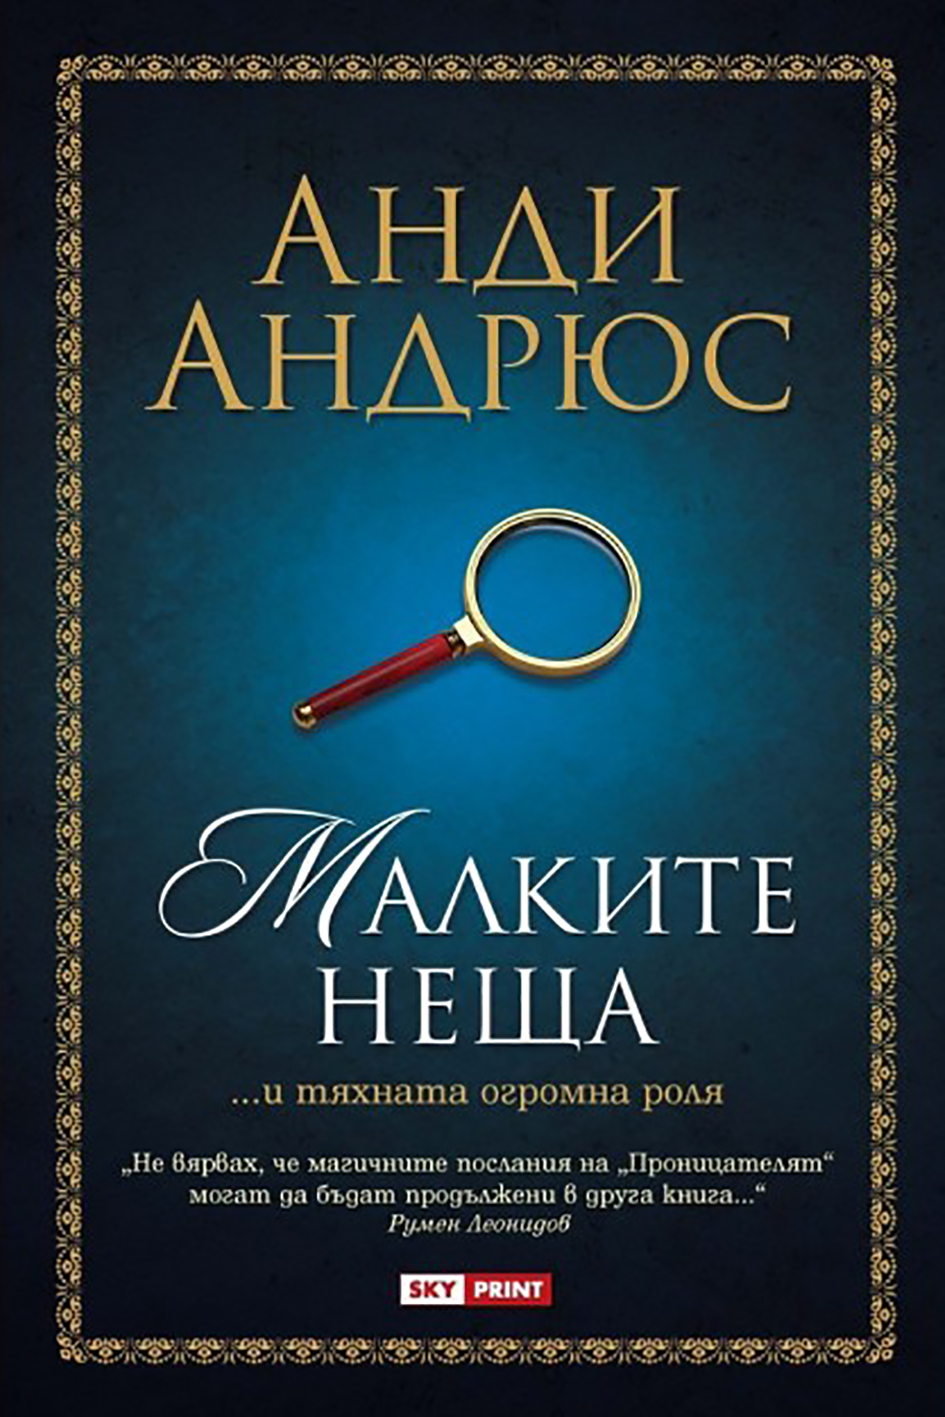 Анди
Андрюс
Малките
неща
...и тяхната огромна роля
„Не вярвах, че магичните послания на „Проницателят“
могат да бъдат продължени в друга книга...“
Румен Леонидов
SKY PRINT